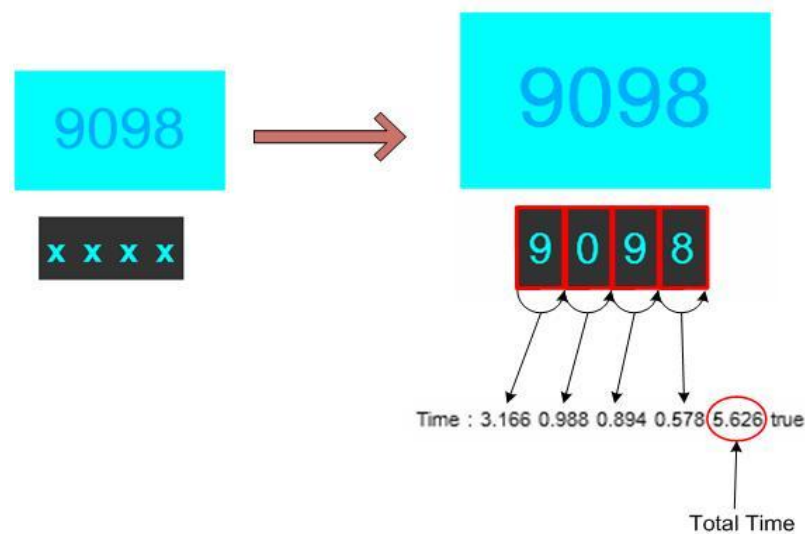 9098
x x x x
9098
9 0 9 8
Time : 3.166 0.988 0.894 0.578 5.626 true
Total Time